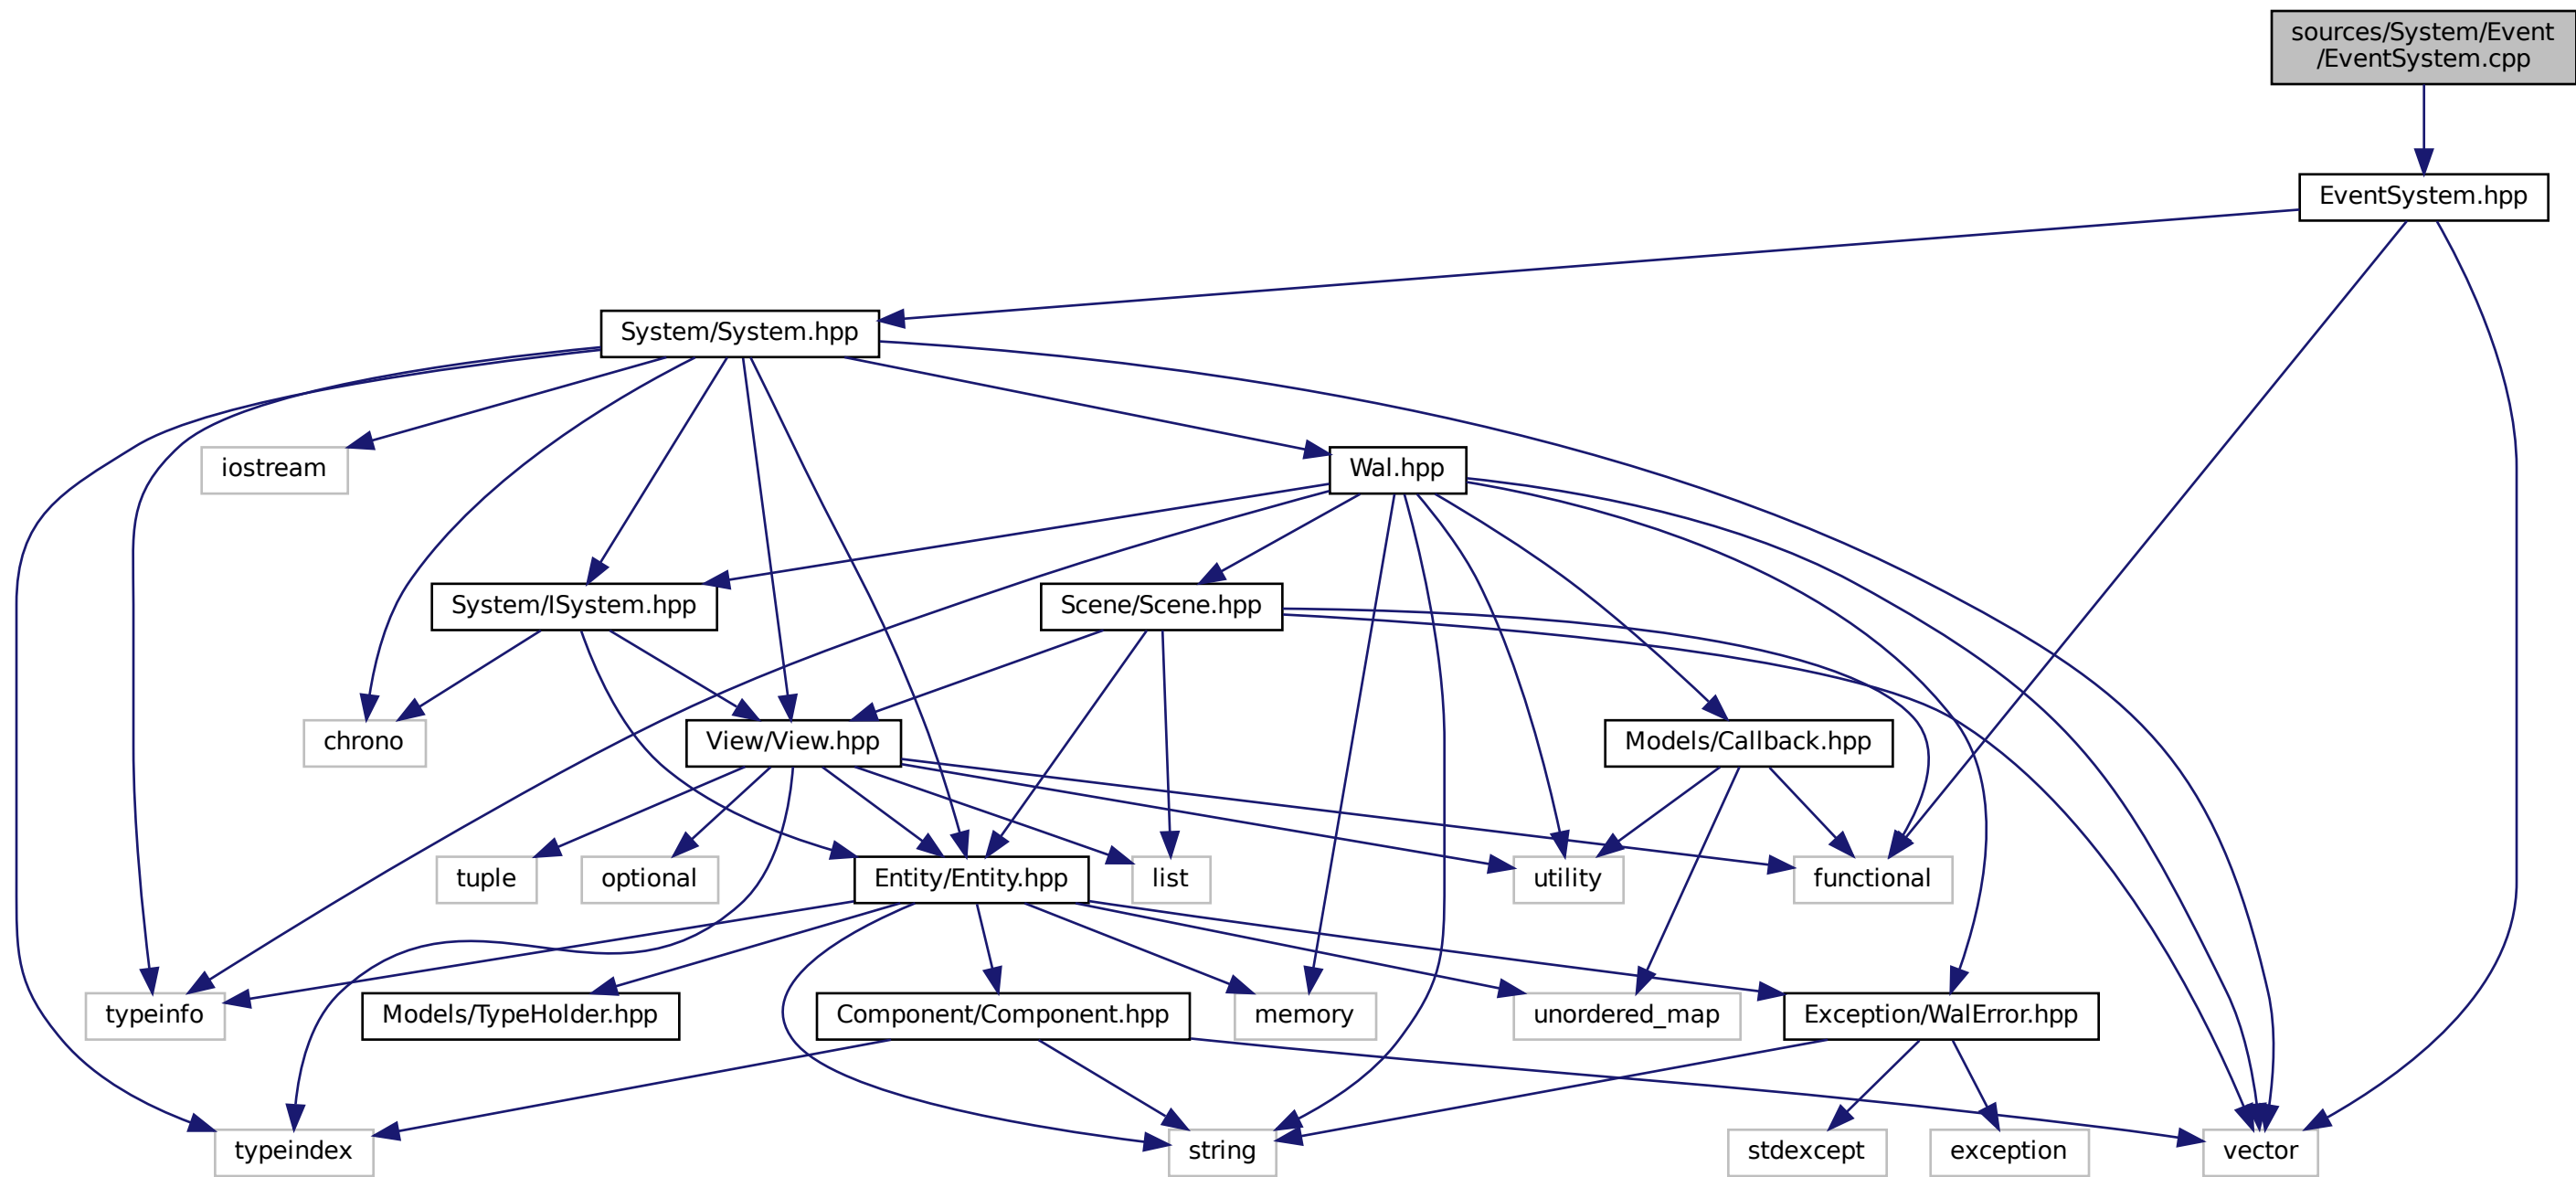 sources/System/Event
/EventSystem.cpp
EventSystem.hpp
System/System.hpp
iostream
Wal.hpp
System/ISystem.hpp
Scene/Scene.hpp
chrono
View/View.hpp
Models/Callback.hpp
tuple
optional
Entity/Entity.hpp
list
utility
functional
typeinfo
Models/TypeHolder.hpp
Component/Component.hpp
memory
unordered_map
Exception/WalError.hpp
typeindex
string
stdexcept
exception
vector